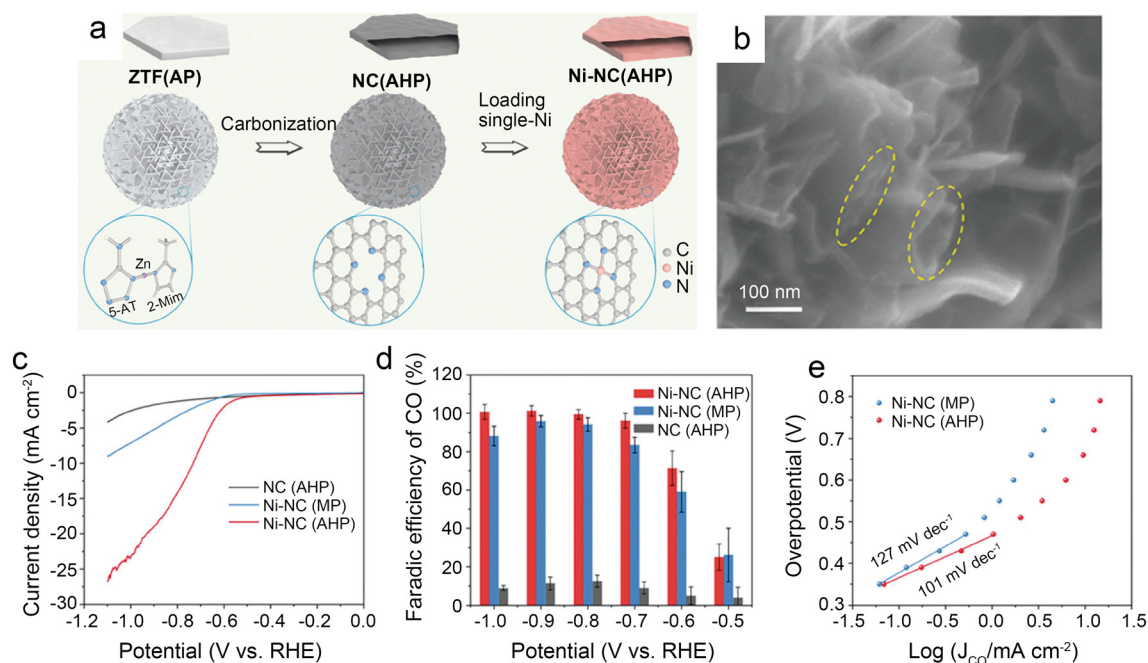 a
ZTF(AP)
NC(AHP)
Ni-NC(AHP)
Carbonization
Loading
single-Ni
Zn
5-AT
2-Mim
C
Ni
N
b
100 nm
c
Current density (mA cm⁻²)
0
-5
-10
-15
-20
-25
-30
NC (AHP)
Ni-NC (MP)
Ni-NC (AHP)
-1.2 -1.0 -0.8 -0.6 -0.4 -0.2 0.0
Potential (V vs. RHE)
d
Faradic efficiency of CO (%)
120
100
80
60
40
20
0
Ni-NC (AHP)
Ni-NC (MP)
NC (AHP)
-1.0 -0.9 -0.8 -0.7 -0.6 -0.5
Potential (V vs. RHE)
e
Overpotential (V)
0.9
0.8
0.7
0.6
0.5
0.4
0.3
Ni-NC (MP)
Ni-NC (AHP)
127 mV dec⁻¹
101 mV dec⁻¹
-1.5 -1.0 -0.5 0.0 0.5 1.0 1.5
Log (J_CO/mA cm⁻²)